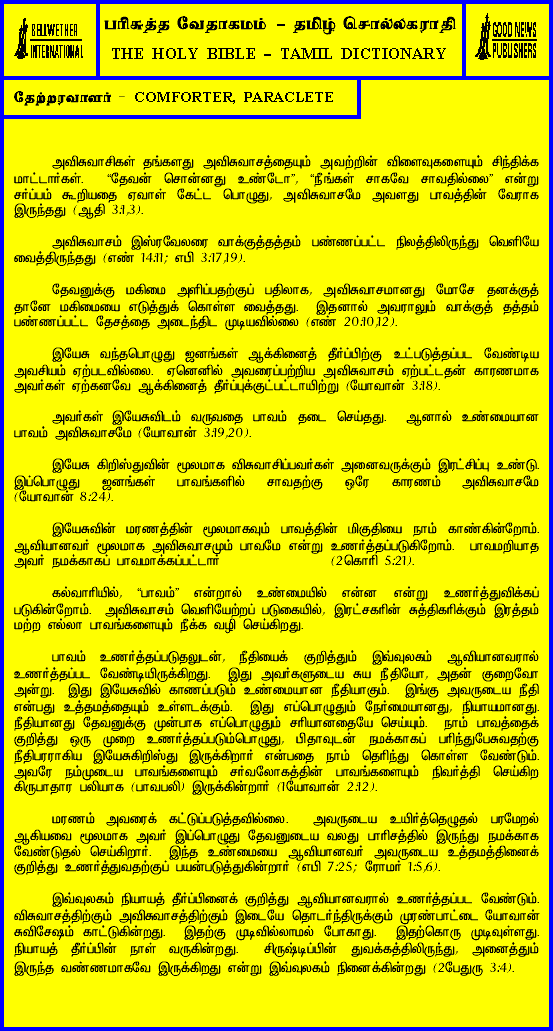 BELLWETHER
INTERNATIONAL
பரிசுத்த வேதாகமம் - தமிழ் சொல்லகராதி
THE HOLY BIBLE - TAMIL DICTIONARY
GOOD NEWS
PUBLISHERS
தேற்றரவாளர் - COMFORTER, PARACLETE
அவிசுவாசிகள் தங்களது அவிசுவாசத்தையும் அவற்றின் விளைவுகளையும் சிந்திக்க
மாட்டார்கள். "தேவன் சொன்னது உண்டோ", "நீங்கள் சாகவே சாவதில்லை" என்று
சர்ப்பம் கூறியதை ஏவாள் கேட்ட பொழுது, அவிசுவாசமே அவளது பாவத்தின் வேராக
இருந்தது (ஆதி 3:1,3).
அவிசுவாசம் இஸ்ரவேலரை வாக்குத்தத்தம் பண்ணப்பட்ட நிலத்திலிருந்து வெளியே
வைத்திருந்தது (எண் 14:11; எபி 3:17,19).
தேவனுக்கு மகிமை அளிப்பதற்குப் பதிலாக, அவிசுவாசமானது மோசே தனக்குத்
தானே மகிமையை எடுத்துக் கொள்ள வைத்தது. இதனால் அவராலும் வாக்குத் தத்தம்
பண்ணப்பட்ட தேசத்தை அடைந்திட முடியவில்லை (எண் 20:10,12).
இயேசு வந்தபொழுது ஜனங்கள் ஆக்கினைத் தீர்ப்பிற்கு உட்படுத்தப்பட வேண்டிய
அவசியம் ஏற்படவில்லை. ஏனெனில் அவரைப்பற்றிய அவிசுவாசம் ஏற்பட்டதன் காரணமாக
அவர்கள் ஏற்கனவே ஆக்கினைத் தீர்ப்புக்குட்பட்டாயிற்று (யோவான் 3:18).
அவர்கள் இயேசுவிடம் வருவதை பாவம் தடை செய்தது. ஆனால் உண்மையான
பாவம் அவிசுவாசமே (யோவான் 3:19,20).
இயேசு கிறிஸ்துவின் மூலமாக விசுவாசிப்பவர்கள் அனைவருக்கும் இரட்சிப்பு உண்டு.
இப்பொழுது ஜனங்கள் பாவங்களில் சாவதற்கு ஒரே காரணம் அவிசுவாசமே
(யோவான் 8:24).
இயேசுவின் மரணத்தின் மூலமாகவும் பாவத்தின் மிகுதியை நாம் காண்கின்றோம்.
ஆவியானவர் மூலமாக அவிசுவாசமும் பாவமே என்று உணர்த்தப்படுகிறோம். பாவமறியாத
அவர் நமக்காகப் பாவமாக்கப்பட்டார் (2கொரி 5:21).
கல்வாரியில், "பாவம்" என்றால் உண்மையில் என்ன என்று உணர்த்துவிக்கப்
படுகின்றோம். அவிசுவாசம் வெளியேற்றப் படுகையில், இரட்சகரின் சுத்திகரிக்கும் இரத்தம்
மற்ற எல்லா பாவங்களையும் நீக்க வழி செய்கிறது.
பாவம் உணர்த்தப்படுதலுடன், நீதியைக் குறித்தும் இவ்வுலகம் ஆவியானவரால்
உணர்த்தப்பட வேண்டியிருக்கிறது. இது அவர்களுடைய சுய நீதியோ, அதன் குறைவோ
அன்று. இது இயேசுவில் காணப்படும் உண்மையான நீதியாகும். இங்கு அவருடைய நீதி
என்பது உத்தமத்தையும் உள்ளடக்கும். இது எப்பொழுதும் நேர்மையானது, நியாயமானது.
நீதியானது தேவனுக்கு முன்பாக எப்பொழுதும் சரியானதையே செய்யும். நாம் பாவத்தைக்
குறித்து ஒரு முறை உணர்த்தப்படும்பொழுது, பிதாவுடன் நமக்காகப் பரிந்துபேசுவதற்கு
நீதிபரராகிய இயேசுகிறிஸ்து இருக்கிறார் என்பதை நாம் தெரிந்து கொள்ள வேண்டும்.
அவரே நம்முடைய பாவங்களையும் சர்வலோகத்தின் பாவங்களையும் நிவர்த்தி செய்கிற
கிருபாதார பலியாக (பாவபலி) இருக்கின்றார் (1யோவான் 2:12).
மரணம் அவரைக் கட்டுப்படுத்தவில்லை. அவருடைய உயிர்த்தெழுதல் பரமேறல்
ஆகியவை மூலமாக அவர் இப்பொழுது தேவனுடைய வலது பாரிசத்தில் இருந்து நமக்காக
வேண்டுதல் செய்கிறார். இந்த உண்மையை ஆவியானவர் அவருடைய உத்தமத்தினைக்
குறித்து உணர்த்துவதற்குப் பயன்படுத்துகின்றார் (எபி 7:25; ரோமர் 1:5,6).
இவ்வுலகம் நியாயத் தீர்ப்பினைக் குறித்து ஆவியானவரால் உணர்த்தப்பட வேண்டும்.
விசுவாசத்திற்கும் அவிசுவாசத்திற்கும் இடையே தொடர்ந்திருக்கும் முரண்பாட்டை யோவான்
சுவிசேஷம் காட்டுகின்றது. இதற்கு முடிவில்லாமல் போகாது. இதற்கொரு முடிவுள்ளது.
நியாயத் தீர்ப்பின் நாள் வருகின்றது. சிருஷ்டிப்பின் துவக்கத்திலிருந்து, அனைத்தும்
இருந்த வண்ணமாகவே இருக்கிறது என்று இவ்வுலகம் நினைக்கின்றது (2பேதுரு 3:4).